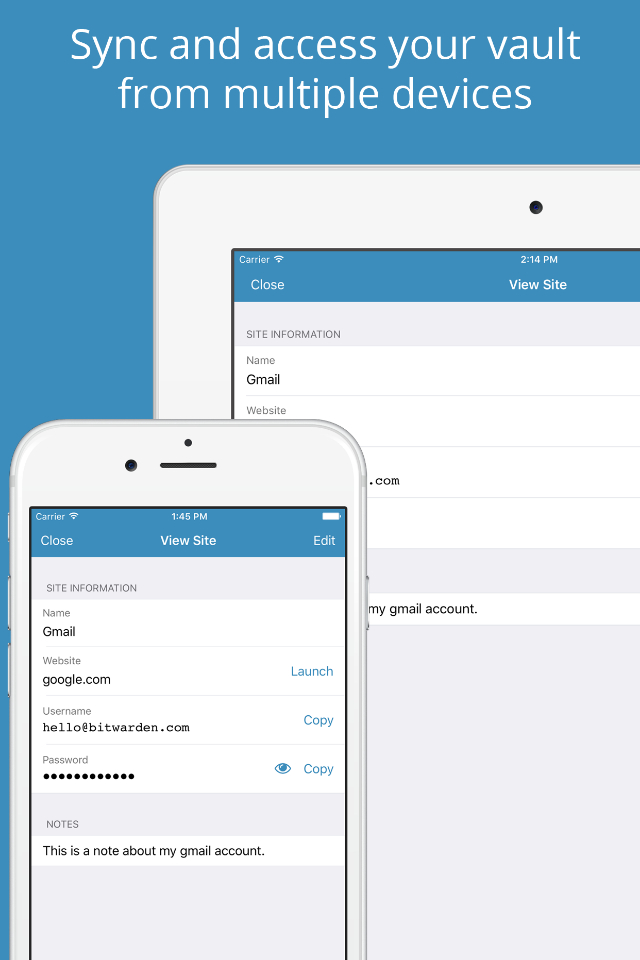 Sync and access your vault
from multiple devices
Carrier
2:14 PM
Close
View Site
SITE INFORMATION
Name
Gmail
Website
.com
my gmail account.
Carrier
1:45 PM
Close
View Site
Edit
SITE INFORMATION
Name
Gmail
Website
google.com
Launch
Username
hello@bitwarden.com
Copy
Password
●●●●●●●●●●●●
Copy
NOTES
This is a note about my gmail account.